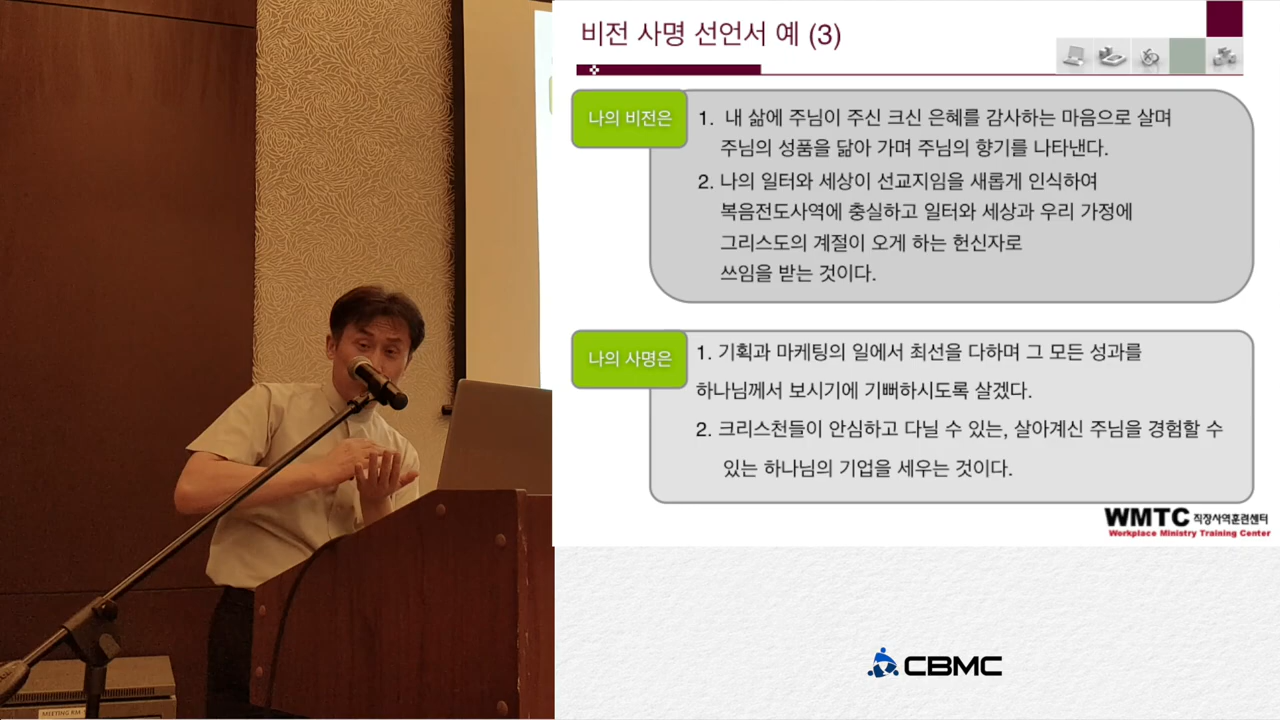 비전 사명 선언서 예 (3)
나의 비전은
1. 내 삶에 주님이 주신 크신 은혜를 감사하는 마음으로 살며
주님의 성품을 닮아 가며 주님의 향기를 나타낸다.
2. 나의 일터와 세상이 선교지임을 새롭게 인식하여
복음전도사역에 충실하고 일터와 세상과 우리 가정에
그리스도의 계절이 오게 하는 헌신자로
쓰임을 받는 것이다.
나의 사명은
1. 기획과 마케팅의 일에서 최선을 다하며 그 모든 성과를
하나님께서 보시기에 기뻐하시도록 살겠다.
2. 크리스천들이 안심하고 다닐 수 있는, 살아계신 주님을 경험할 수
있는 하나님의 기업을 세우는 것이다.
WMTC 직장사역훈련센터
Workplace Ministry Training Center
CBMC
MEETING RM